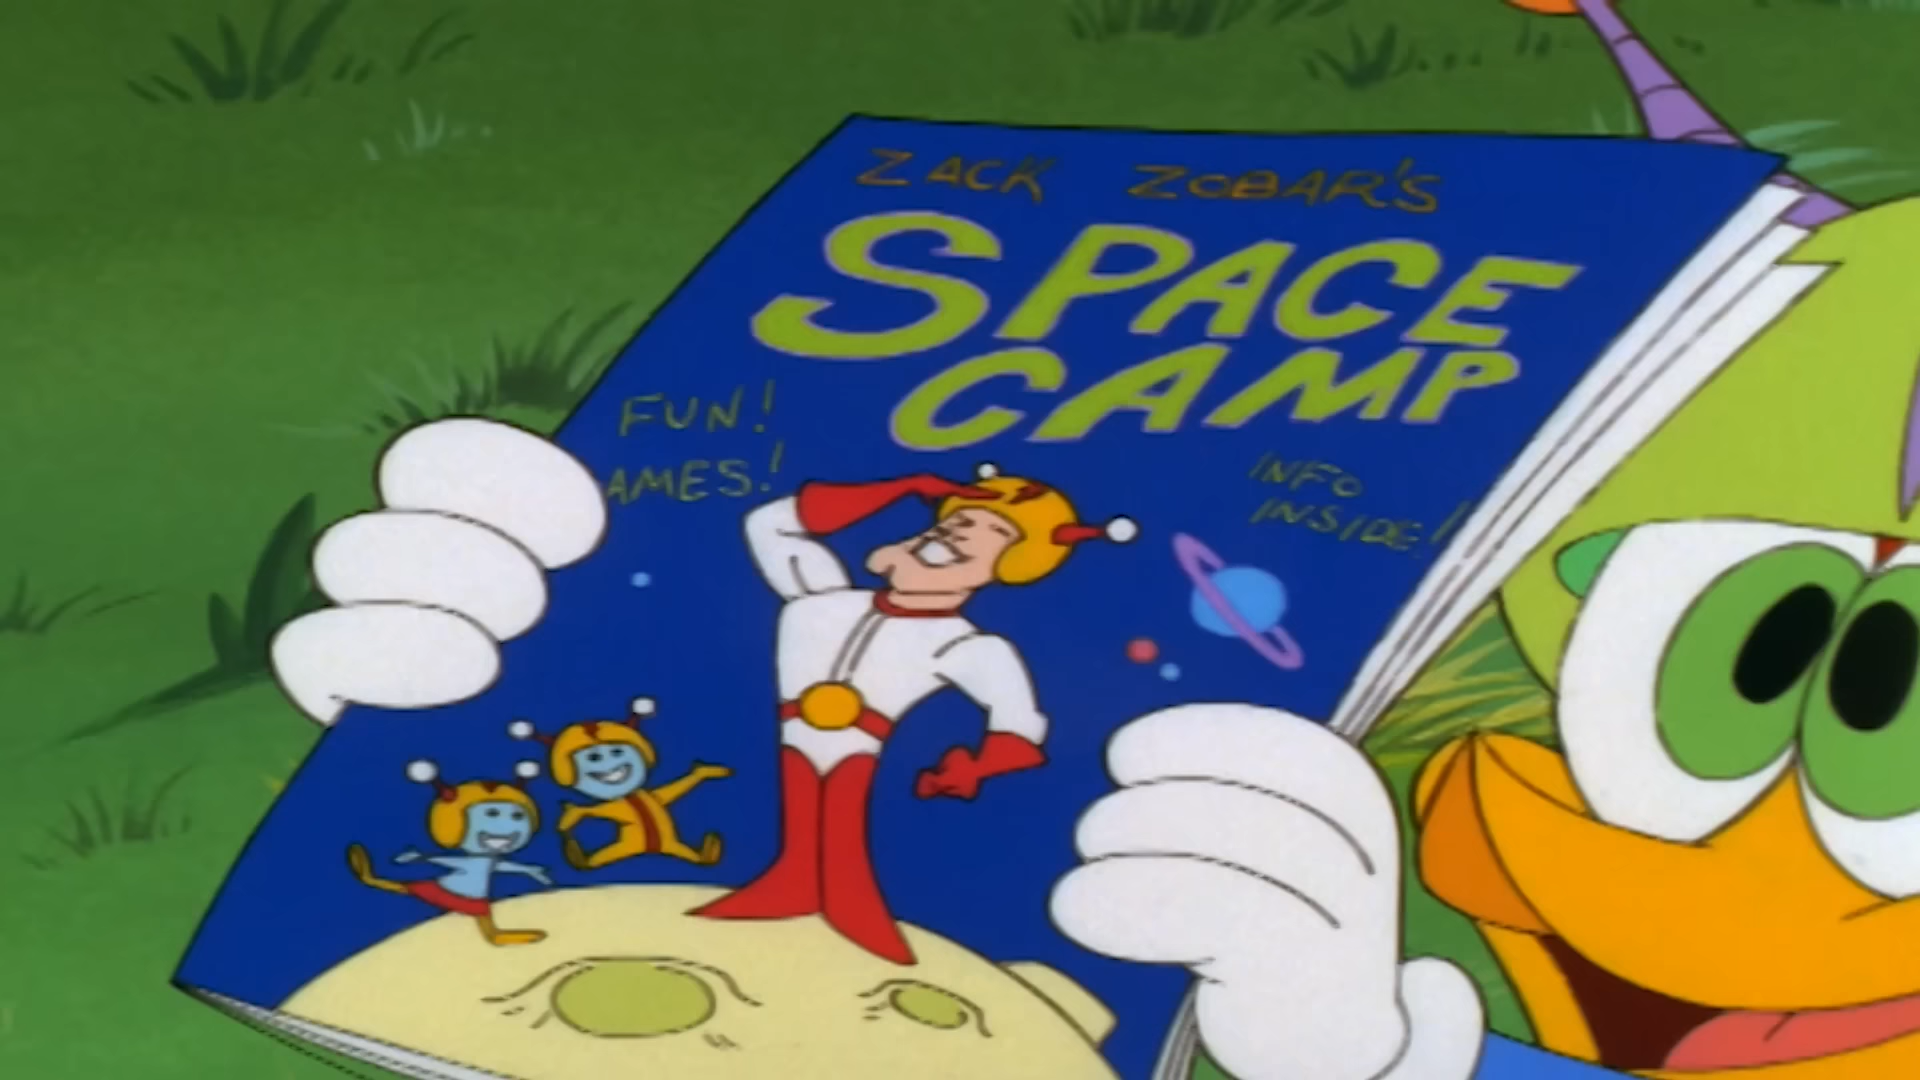 ZACK ZOBAR'S
SPACE
CAMP
FUN!
AMES!
INFO
INSIDE!